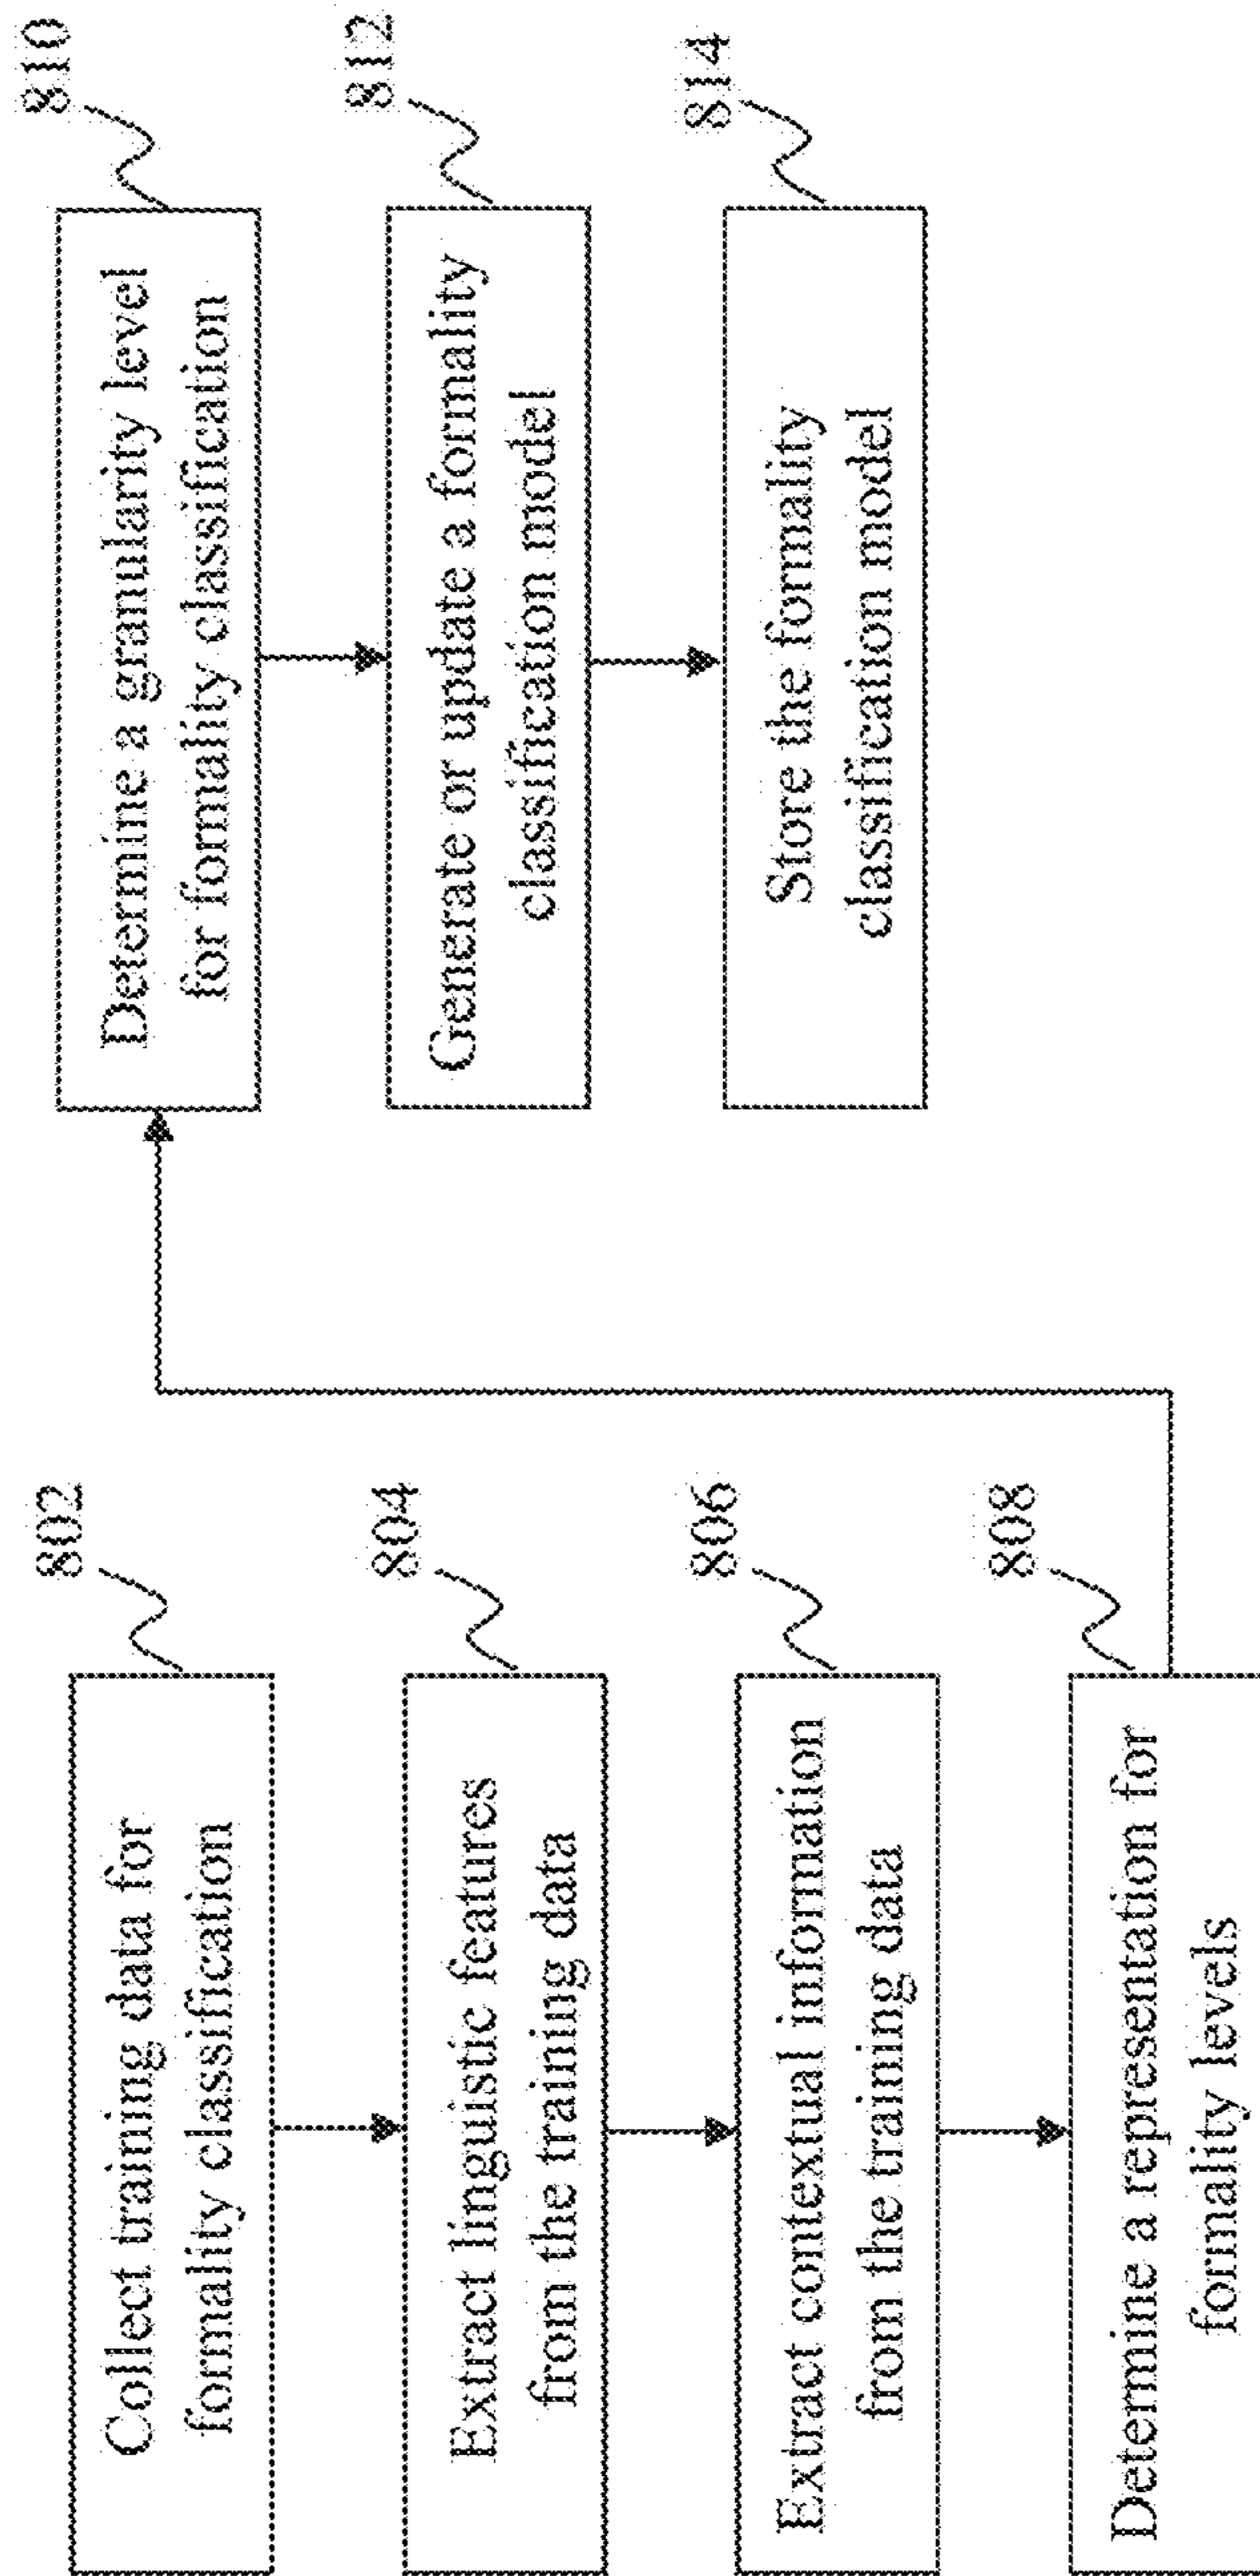 802
Collect training data for
formality classification
804
Extract linguistic features
from the training data
806
Extract contextual information
from the training data
808
Determine a representation for
formality levels
810
Determine a granularity level
for formality classification
812
Generate or update a formality
classification model
814
Store the formality
classification model